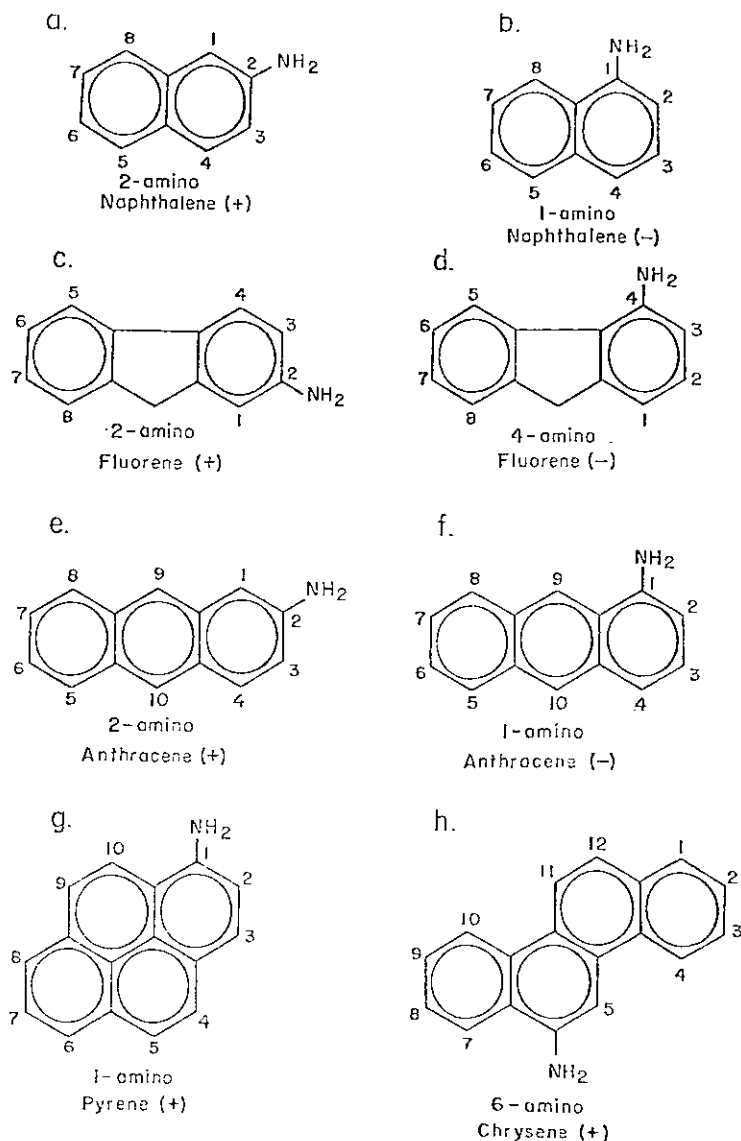 a.
8 1
7 2 NH₂
6 3
5 4
2-amino
Naphthalene (+)
b.
NH₂
8 1
7 2
6 3
5 4
1-amino
Naphthalene (−)
c.
5 4
6 3
7 2 NH₂
8 1
2-amino
Fluorene (+)
d.
NH₂
5 4
6 3
7 2
8 1
4-amino
Fluorene (−)
e.
8 9 1 NH₂
7 2
6 3
5 10 4
2-amino
Anthracene (+)
f.
NH₂
8 9 1
7 2
6 3
5 10 4
1-amino
Anthracene (−)
g.
NH₂
10 1
9 2
3
8
7 4
6 5
1-amino
Pyrene (+)
h.
12 1
11 2
10 3
9 4
8 5
7
NH₂
6-amino
Chrysene (+)